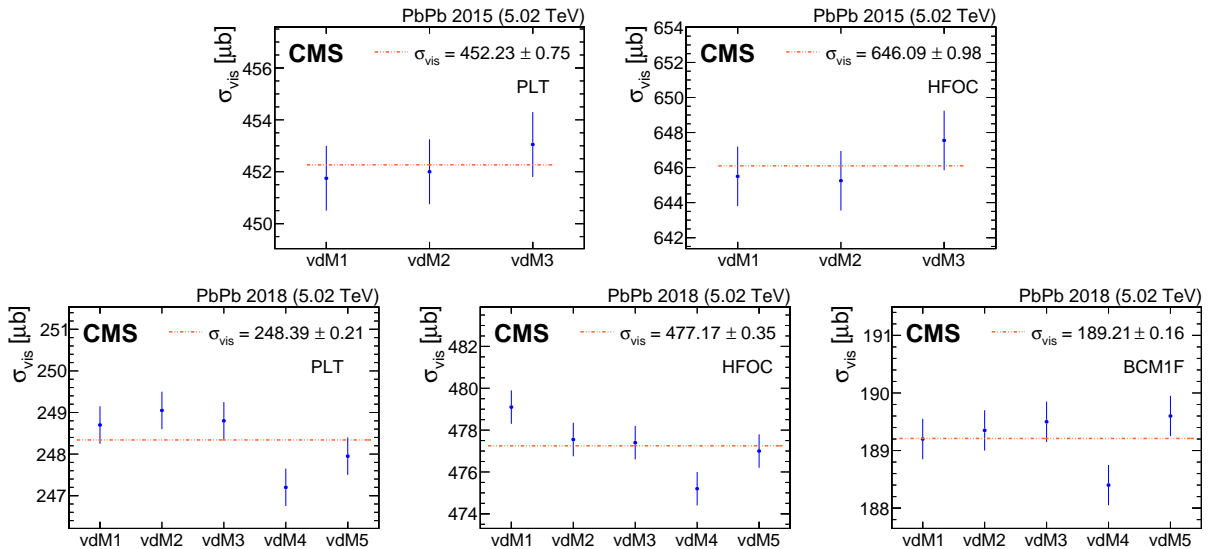 PbPb 2015 (5.02 TeV)
CMS
σvis = 452.23 ± 0.75
PLT
σvis [μb]
456
454
452
450
vdM1 vdM2 vdM3
PbPb 2015 (5.02 TeV)
CMS
σvis = 646.09 ± 0.98
HFOC
σvis [μb]
654
652
650
648
646
644
642
vdM1 vdM2 vdM3
PbPb 2018 (5.02 TeV)
CMS
σvis = 248.39 ± 0.21
PLT
σvis [μb]
251
250
249
248
247
vdM1 vdM2 vdM3 vdM4 vdM5
PbPb 2018 (5.02 TeV)
CMS
σvis = 477.17 ± 0.35
HFOC
σvis [μb]
482
480
478
476
474
vdM1 vdM2 vdM3 vdM4 vdM5
PbPb 2018 (5.02 TeV)
CMS
σvis = 189.21 ± 0.16
BCM1F
σvis [μb]
191
190
189
188
vdM1 vdM2 vdM3 vdM4 vdM5